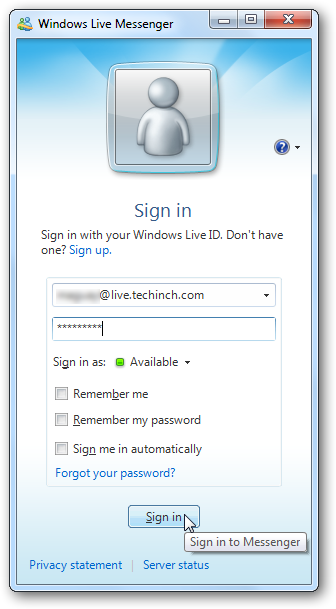 Windows Live Messenger
Sign in
Sign in with your Windows Live ID. Don't have
one? Sign up.
@live.techinch.com
*********
Sign in as: Available
Remember me
Remember my password
Sign me in automatically
Forgot your password?
Sign in
Sign in to Messenger
Privacy statement Server status